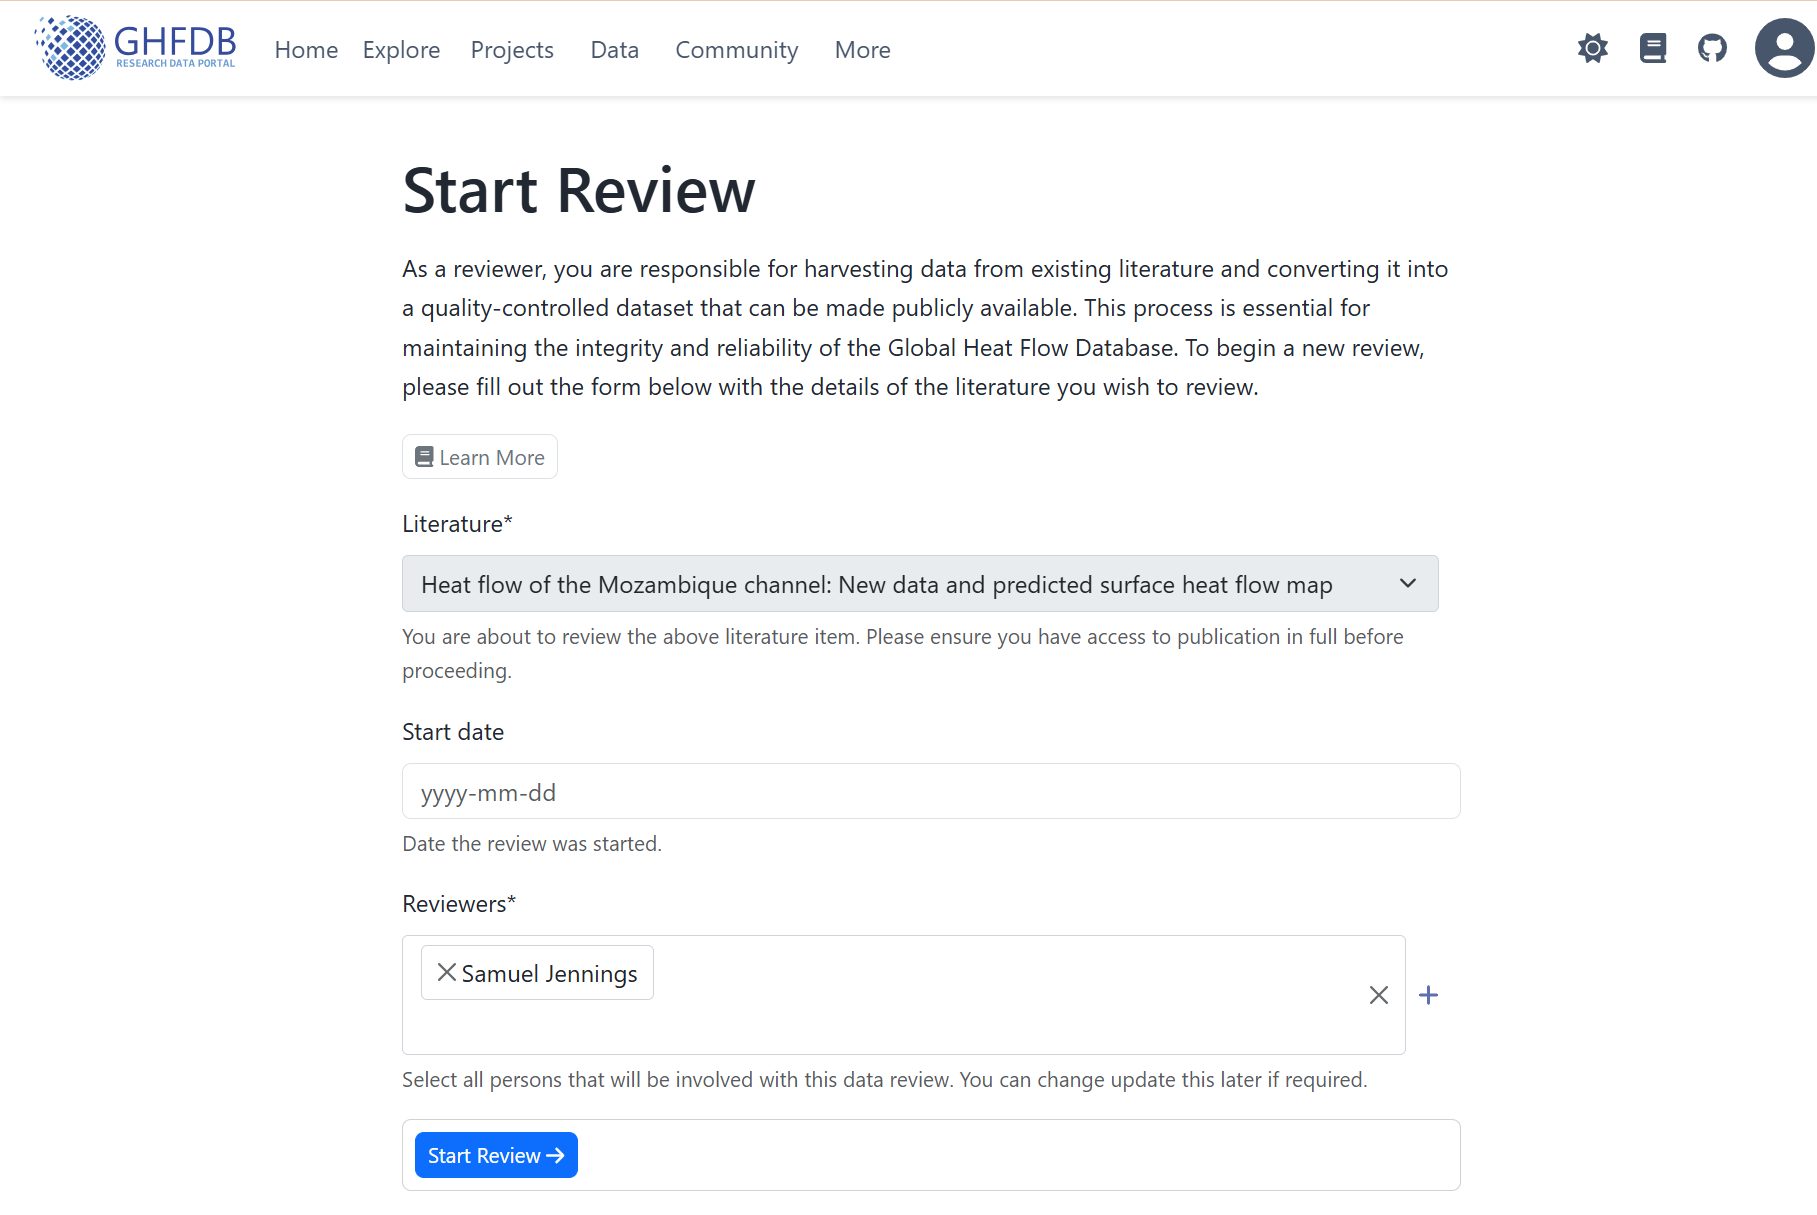 GHFDB
RESEARCH DATA PORTAL
Home Explore Projects Data Community More
Start Review
As a reviewer, you are responsible for harvesting data from existing literature and converting it into
a quality-controlled dataset that can be made publicly available. This process is essential for
maintaining the integrity and reliability of the Global Heat Flow Database. To begin a new review,
please fill out the form below with the details of the literature you wish to review.
Learn More
Literature*
Heat flow of the Mozambique channel: New data and predicted surface heat flow map
You are about to review the above literature item. Please ensure you have access to publication in full before
proceeding.
Start date
yyyy-mm-dd
Date the review was started.
Reviewers*
Samuel Jennings
Select all persons that will be involved with this data review. You can change update this later if required.
Start Review